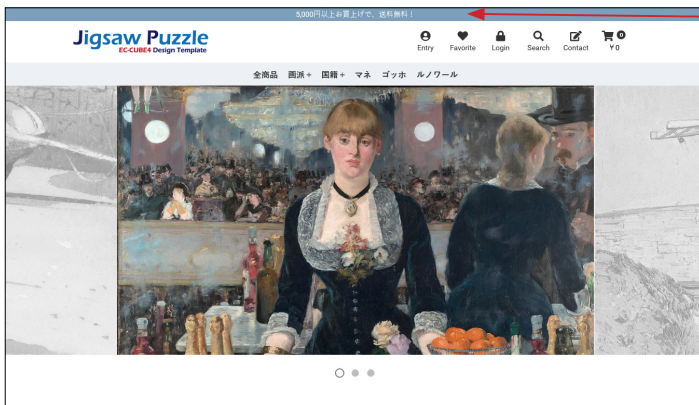 5,000円以上お買上げで、送料無料！
Jigsaw Puzzle
EC-CUBE4 Design Template
Entry Favorite Login Search Contact 0 ￥0
全商品 画派+ 国籍+ マネ ゴッホ ルノワール